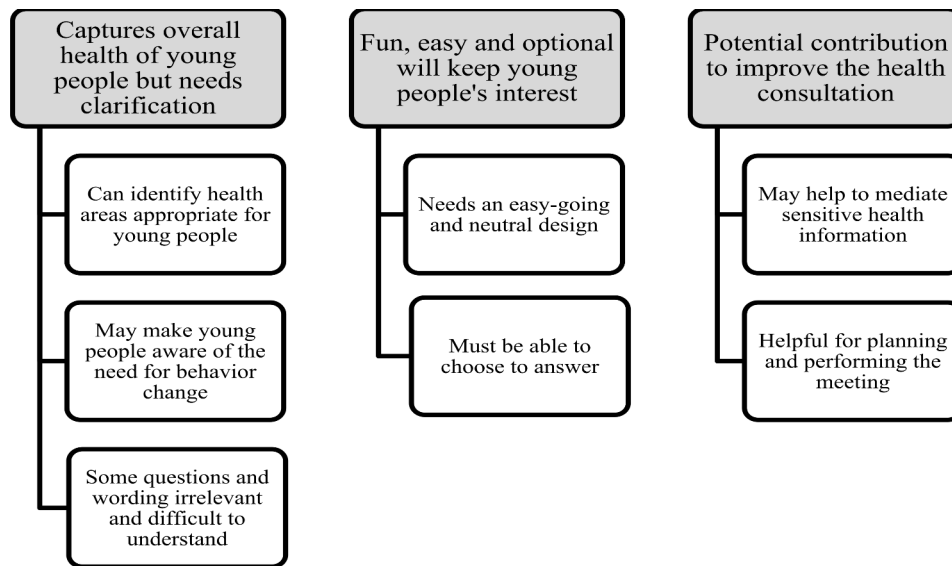 Captures overall
health of young
people but needs
clarification
Can identify health
areas appropriate for
young people
May make young
people aware of the
need for behavior
change
Some questions and
wording irrelevant
and difficult to
understand
Fun, easy and optional
will keep young
people's interest
Needs an easy-going
and neutral design
Must be able to
choose to answer
Potential contribution
to improve the health
consultation
May help to mediate
sensitive health
information
Helpful for planning
and performing the
meeting